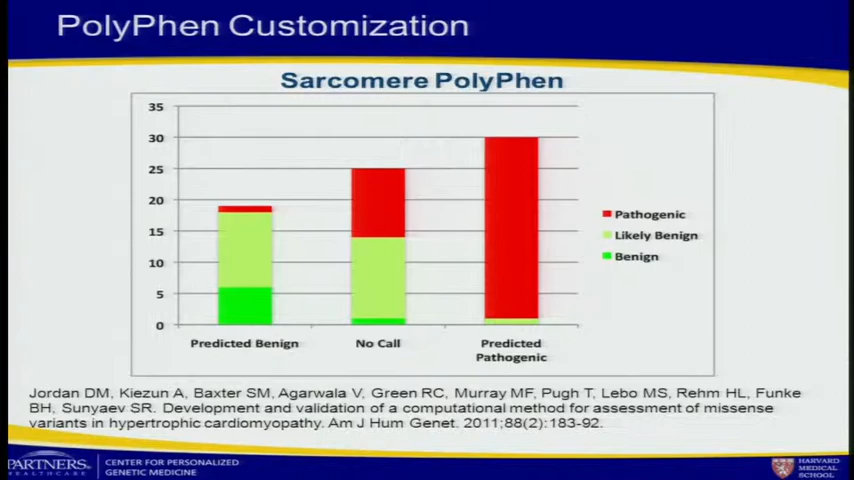 PolyPhen Customization
Sarcomere PolyPhen
35
30
25
20
15
10
5
0
Pathogenic
Likely Benign
Benign
Predicted Benign
No Call
Predicted
Pathogenic
Jordan DM, Kiezun A, Baxter SM, Agarwala V, Green RC, Murray MF, Pugh T, Lebo MS, Rehm HL, Funke
BH, Sunyaev SR. Development and validation of a computational method for assessment of missense
variants in hypertrophic cardiomyopathy. Am J Hum Genet. 2011;88(2):183-92.
PARTNERS.
HEALTHCARE
CENTER FOR PERSONALIZED
GENETIC MEDICINE
HARVARD
MEDICAL
SCHOOL